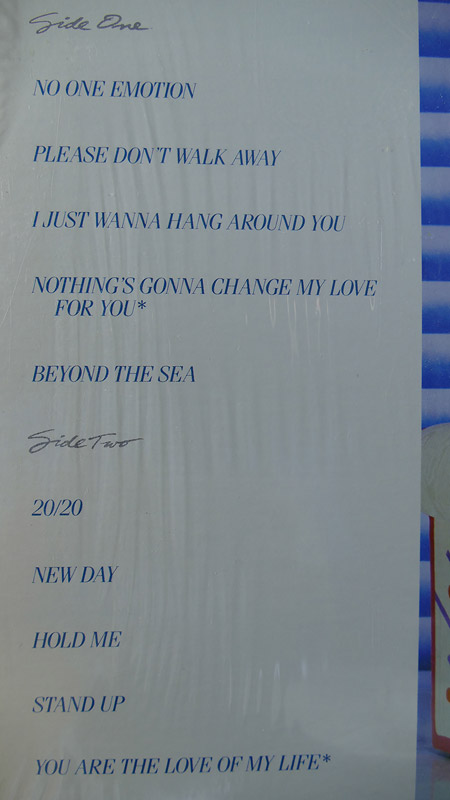 Side One
NO ONE EMOTION
PLEASE DON'T WALK AWAY
I JUST WANNA HANG AROUND YOU
NOTHING'S GONNA CHANGE MY LOVE
FOR YOU*
BEYOND THE SEA
Side Two
20/20
NEW DAY
HOLD ME
STAND UP
YOU ARE THE LOVE OF MY LIFE*